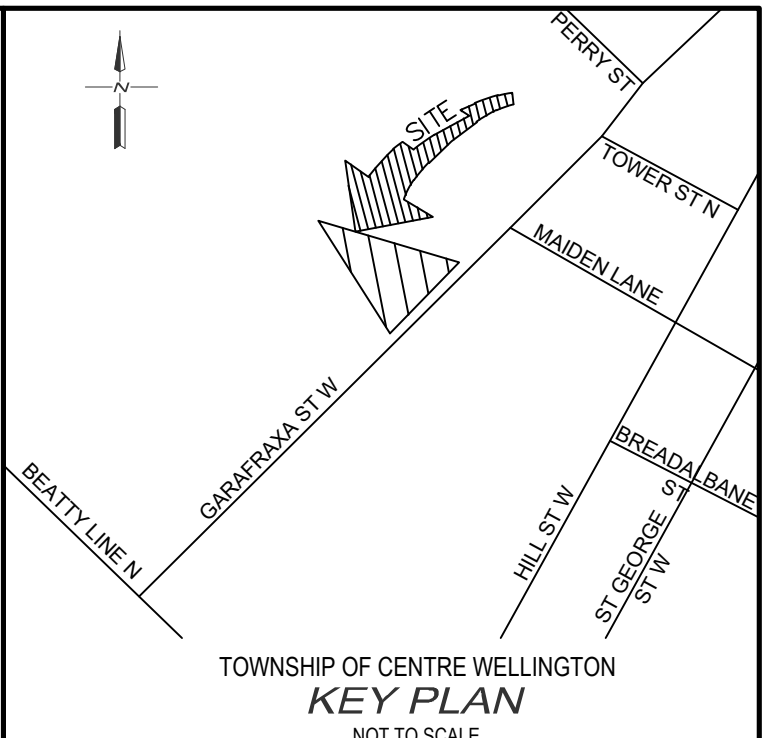 PERRY ST
N
SITE
TOWER ST N
MAIDEN LANE
GARAFRAXA ST W
BREADALBANE
ST
BEATTY LINE N
HILL ST W
ST GEORGE
ST W
TOWNSHIP OF CENTRE WELLINGTON
KEY PLAN
NOT TO SCALE